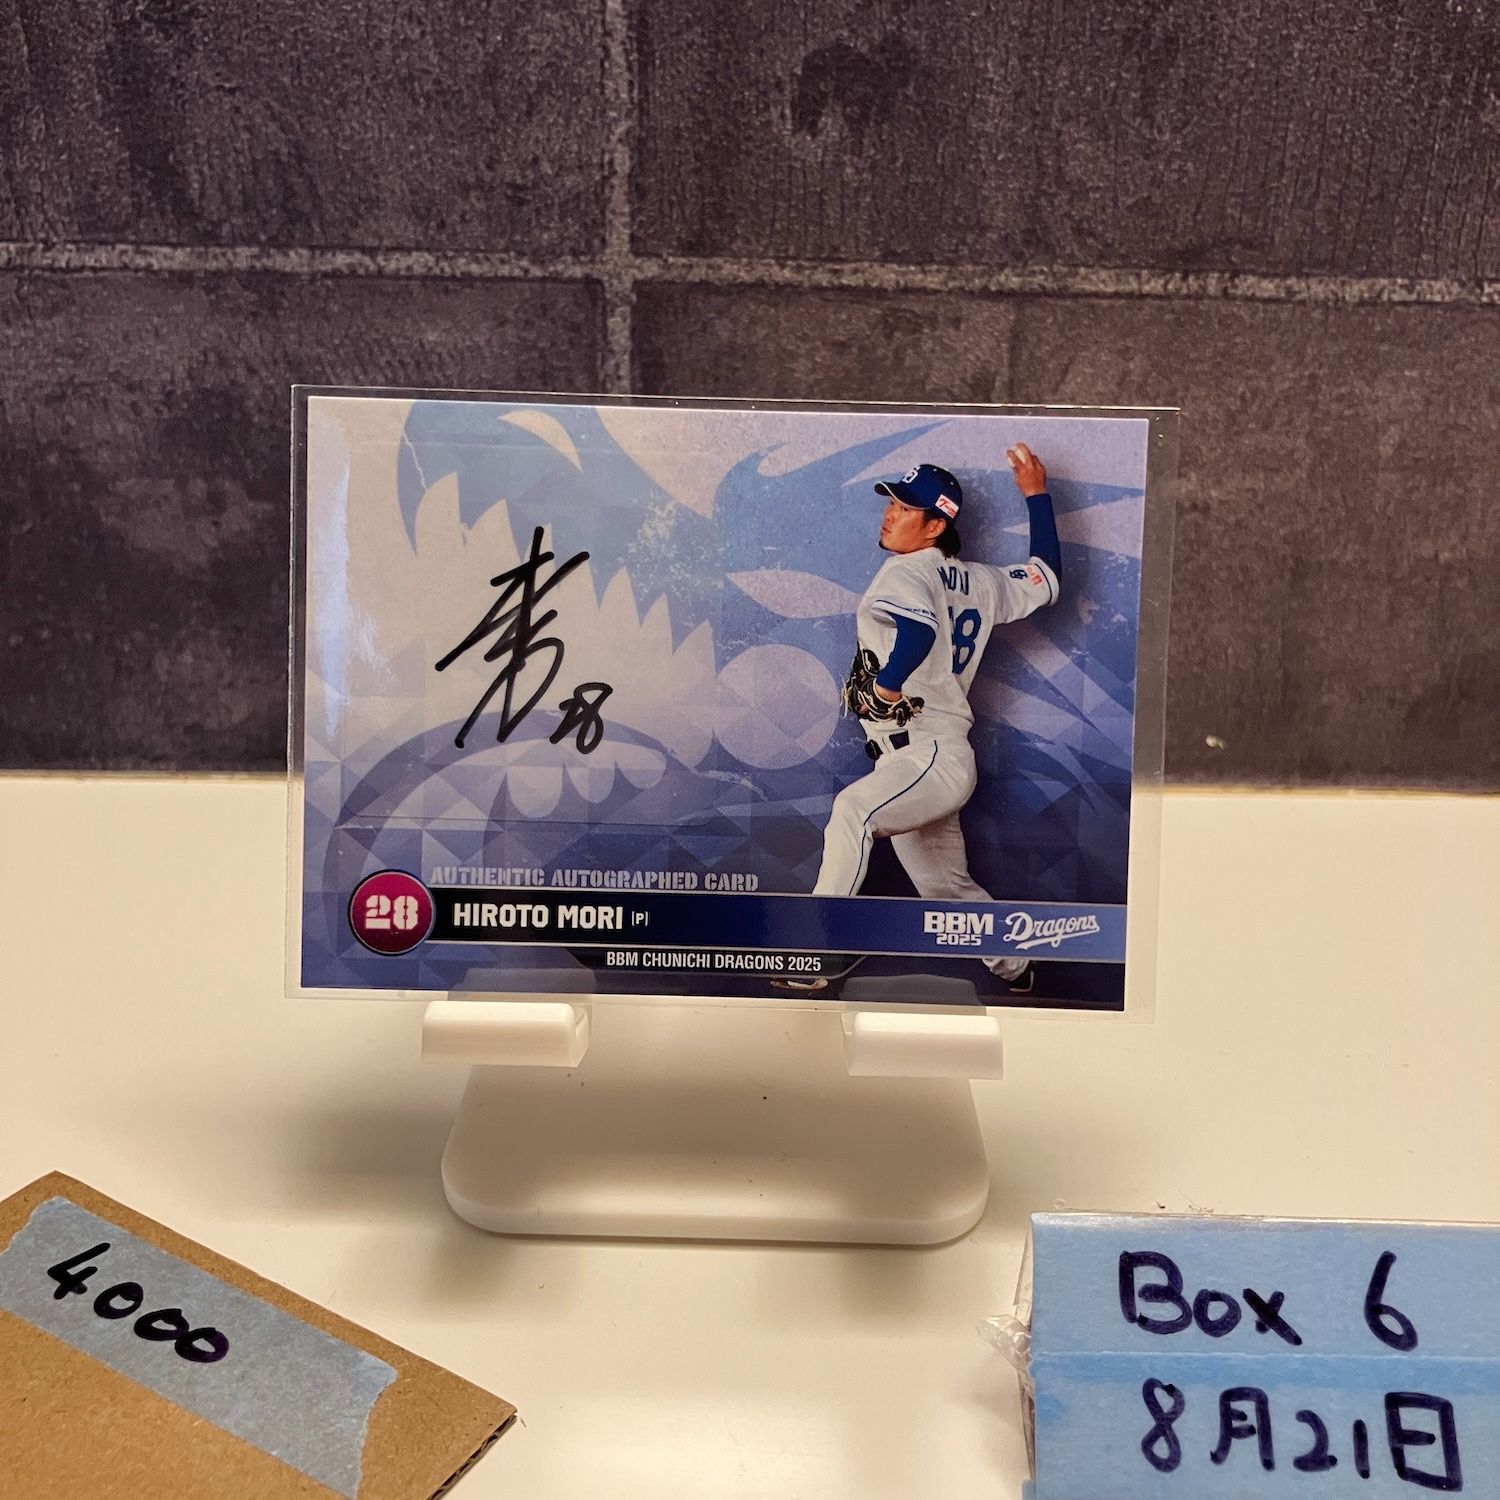 28
AUTHENTIC AUTOGRAPHED CARD
28
HIROTO MORI [P]
BBM
2025
Dragons
BBM CHUNICHI DRAGONS 2025
4000
Box 6
8月21日